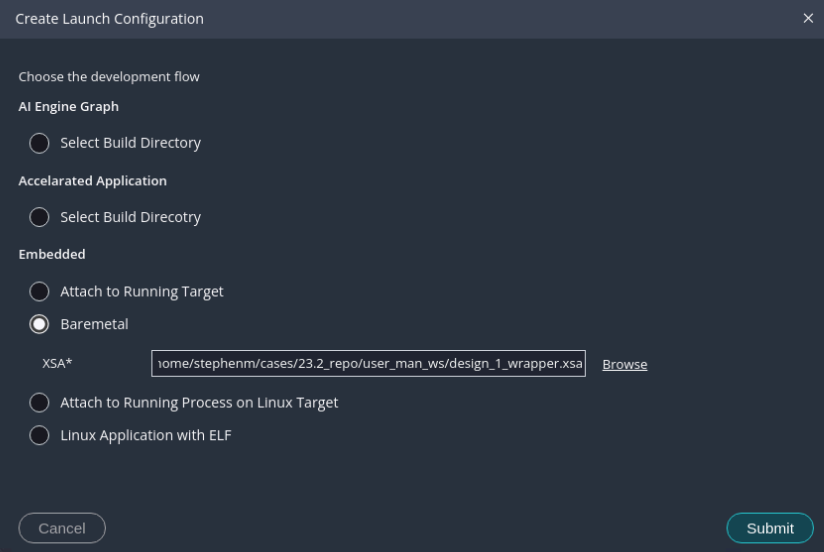 Create Launch Configuration
Choose the development flow
AI Engine Graph
Select Build Directory
Accelarated Application
Select Build Direcotry
Embedded
Attach to Running Target
Baremetal
XSA* ome/stephenm/cases/23.2_repo/user_man_ws/design_1_wrapper.xsa Browse
Attach to Running Process on Linux Target
Linux Application with ELF
Cancel Submit